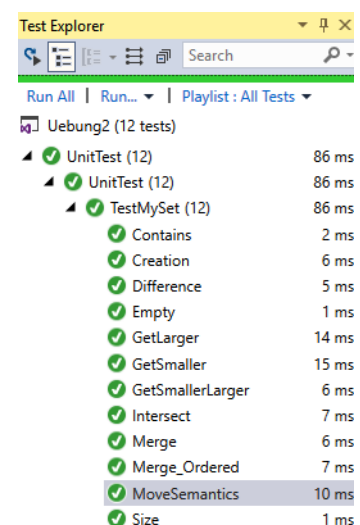 Test Explorer
Search
Run All | Run... | Playlist : All Tests
Uebung2 (12 tests)
UnitTest (12) 86 ms
UnitTest (12) 86 ms
TestMySet (12) 86 ms
Contains 2 ms
Creation 6 ms
Difference 5 ms
Empty 1 ms
GetLarger 14 ms
GetSmaller 15 ms
GetSmallerLarger 6 ms
Intersect 7 ms
Merge 6 ms
Merge_Ordered 7 ms
MoveSemantics 10 ms
Size 1 ms